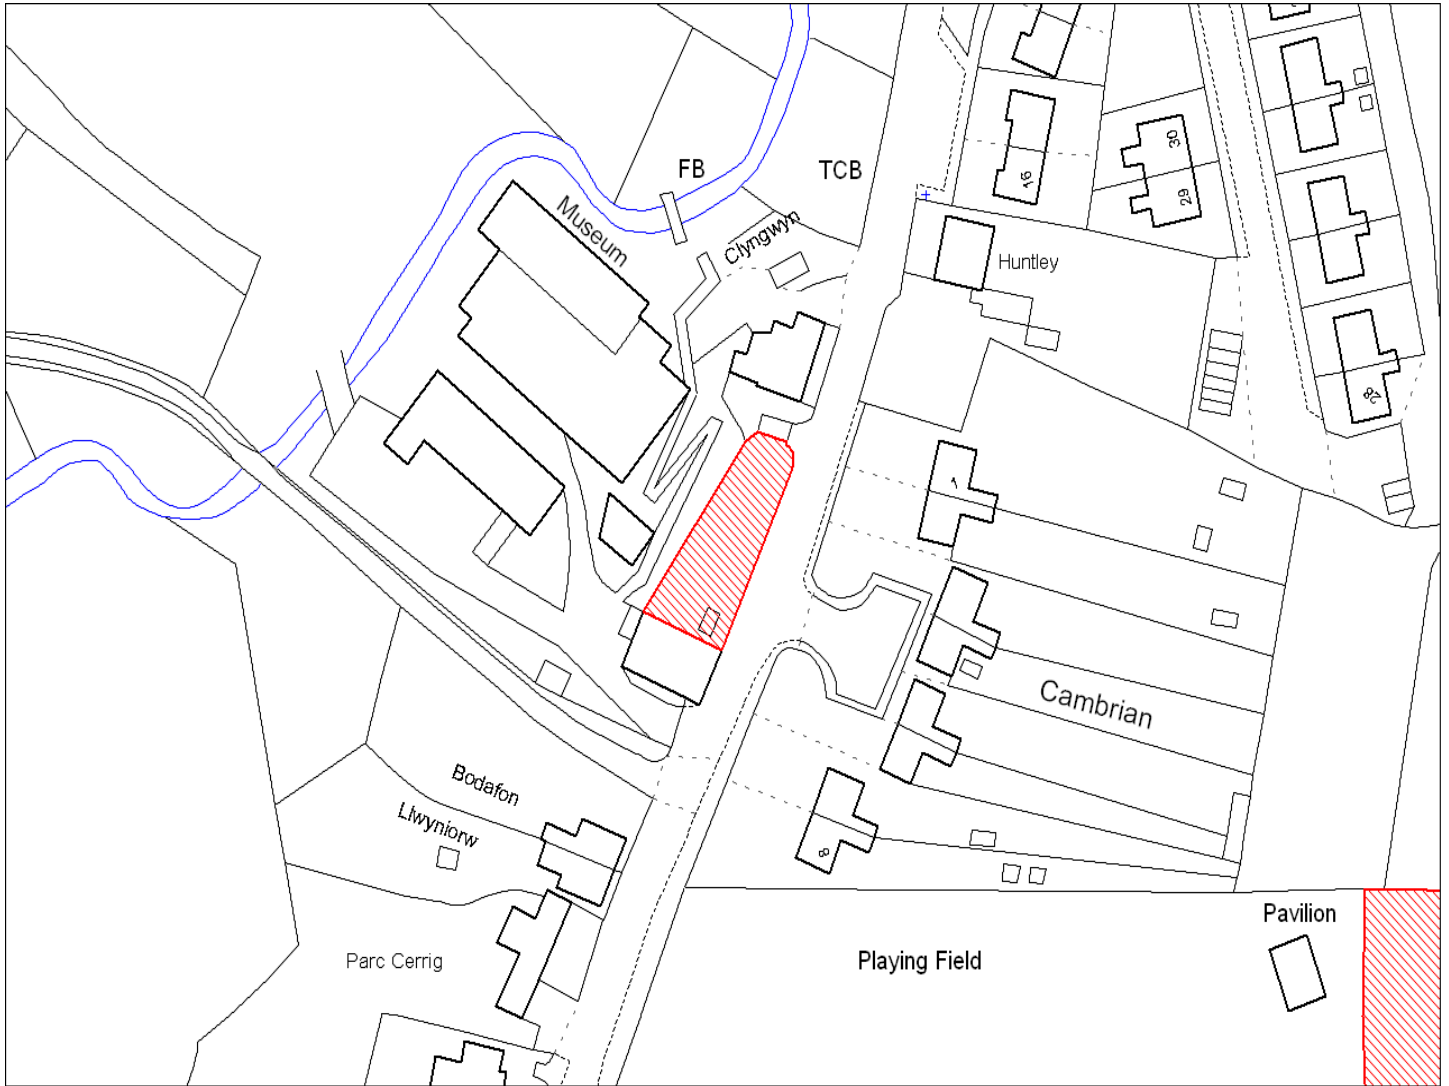 FB
TCB
30
16
29
Museum
Clyngwyn
Huntley
28
27
1
Cambrian
Bodafon
Llwyniorw
8
Pavilion
Parc Cerrig
Playing Field